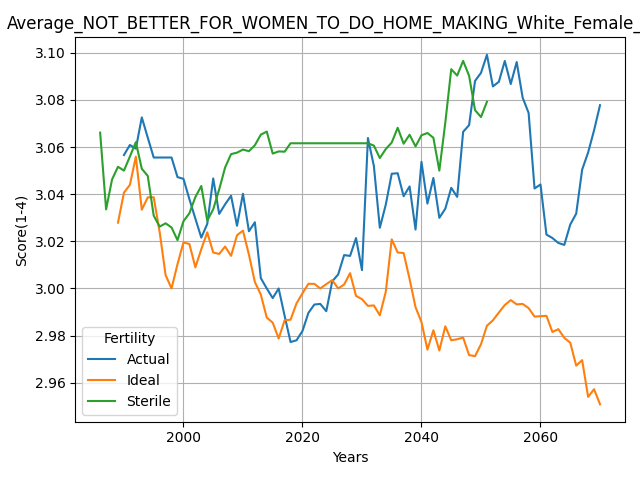 Average_NOT_BETTER_FOR_WOMEN_TO_DO_HOME_MAKING_White_Female_
3.10
3.08
3.06
3.04
3.02
3.00
2.98
2.96
Score(1-4)
Fertility
Actual
Ideal
Sterile
2000
2020
2040
2060
Years